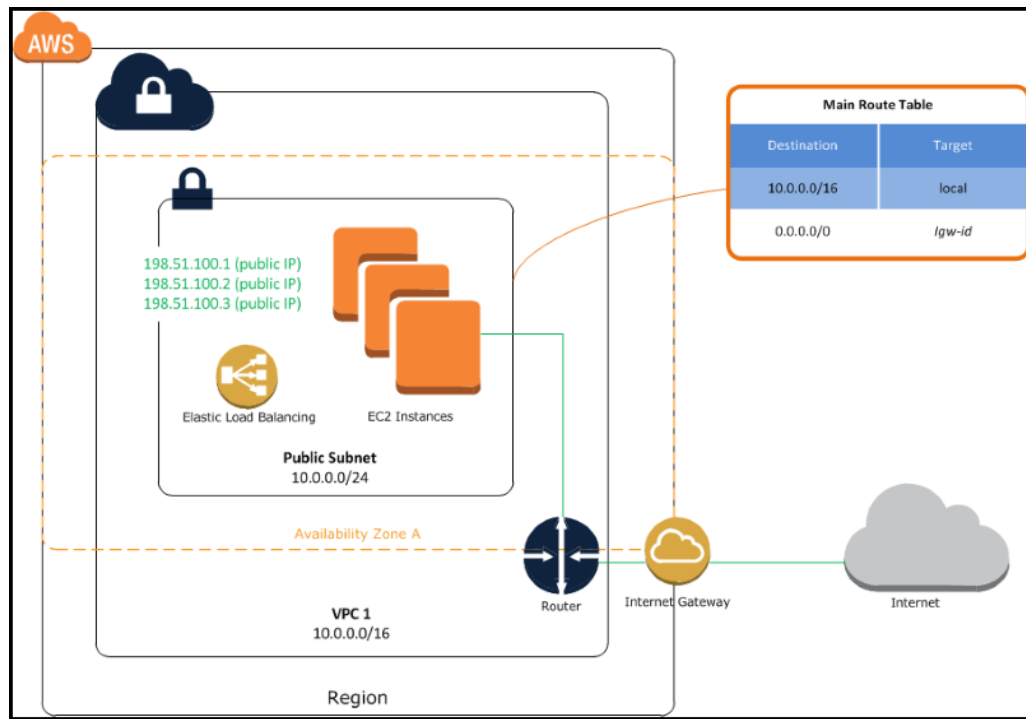 AWS
Main Route Table
Destination Target
10.0.0.0/16 local
0.0.0.0/0 Igw-id
198.51.100.1 (public IP)
198.51.100.2 (public IP)
198.51.100.3 (public IP)
Elastic Load Balancing
EC2 Instances
Public Subnet
10.0.0.0/24
Availability Zone A
Router
Internet Gateway
Internet
VPC 1
10.0.0.0/16
Region